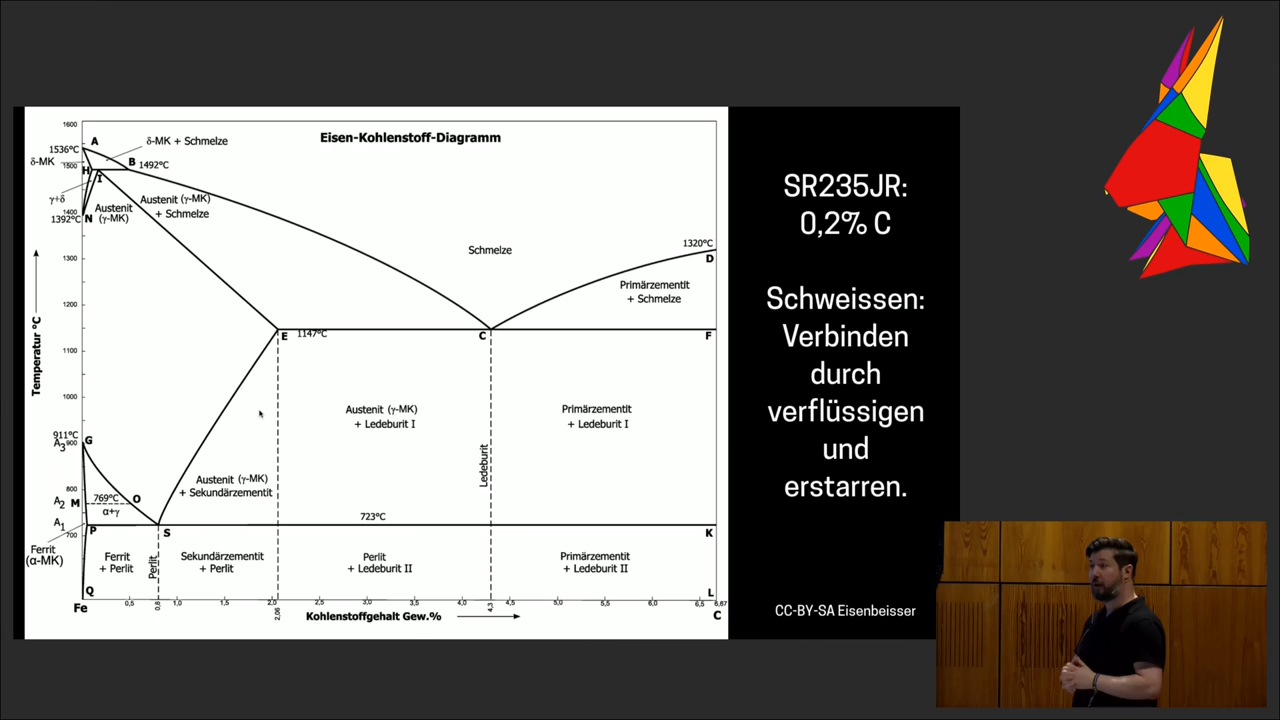 Eisen-Kohlenstoff-Diagramm
1600
A
δ-MK + Schmelze
1536°C
B
1492°C
δ-MK
1500
H
I
γ+δ
Austenit (γ-MK)
+ Schmelze
Austenit
(γ-MK)
1400
N
1392°C
Schmelze
1320°C
D
1300
Primärzementit
+ Schmelze
1200
E
1147°C
C
F
Temperatur °C
1100
1000
Austenit (γ-MK)
+ Ledeburit I
Primärzementit
+ Ledeburit I
911°C
G
A3
900
Ledeburit
Austenit (γ-MK)
+ Sekundärzementit
800
A2
M
769°C
O
α+γ
723°C
A1
P
S
K
700
Ferrit
(α-MK)
Ferrit
+ Perlit
Perlit
Sekundärzementit
+ Perlit
Perlit
+ Ledeburit II
Primärzementit
+ Ledeburit II
Q
L
Fe
0,5
0,8
1,0
1,5
2,0
2,06
2,5
3,0
3,5
4,0
4,3
4,5
5,0
5,5
6,0
6,5
6,67
Kohlenstoffgehalt Gew.%
C
SR235JR:
0,2% C
Schweissen:
Verbinden
durch
verflüssigen
und
erstarren.
CC-BY-SA Eisenbeisser